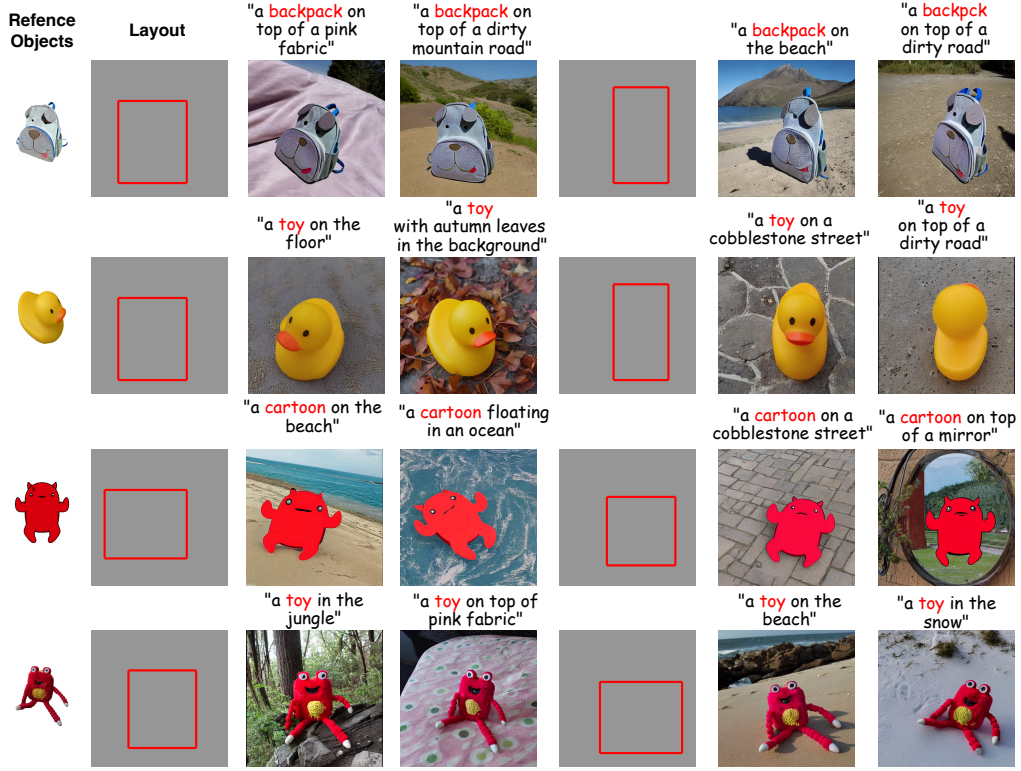 Refence
Objects
Layout
"a backpack on
top of a pink
fabric"
"a backpack on
top of a dirty
mountain road"
"a backpack on
the beach"
"a backpck
on top of a
dirty road"
"a toy on the
floor"
"a toy
with autumn leaves
in the background"
"a toy on a
cobblestone street"
"a toy
on top of a
dirty road"
"a cartoon on the
beach"
"a cartoon floating
in an ocean"
"a cartoon on a
cobblestone street"
"a cartoon on top
of a mirror"
"a toy in the
jungle"
"a toy on top of
pink fabric"
"a toy on the
beach"
"a toy in the
snow"